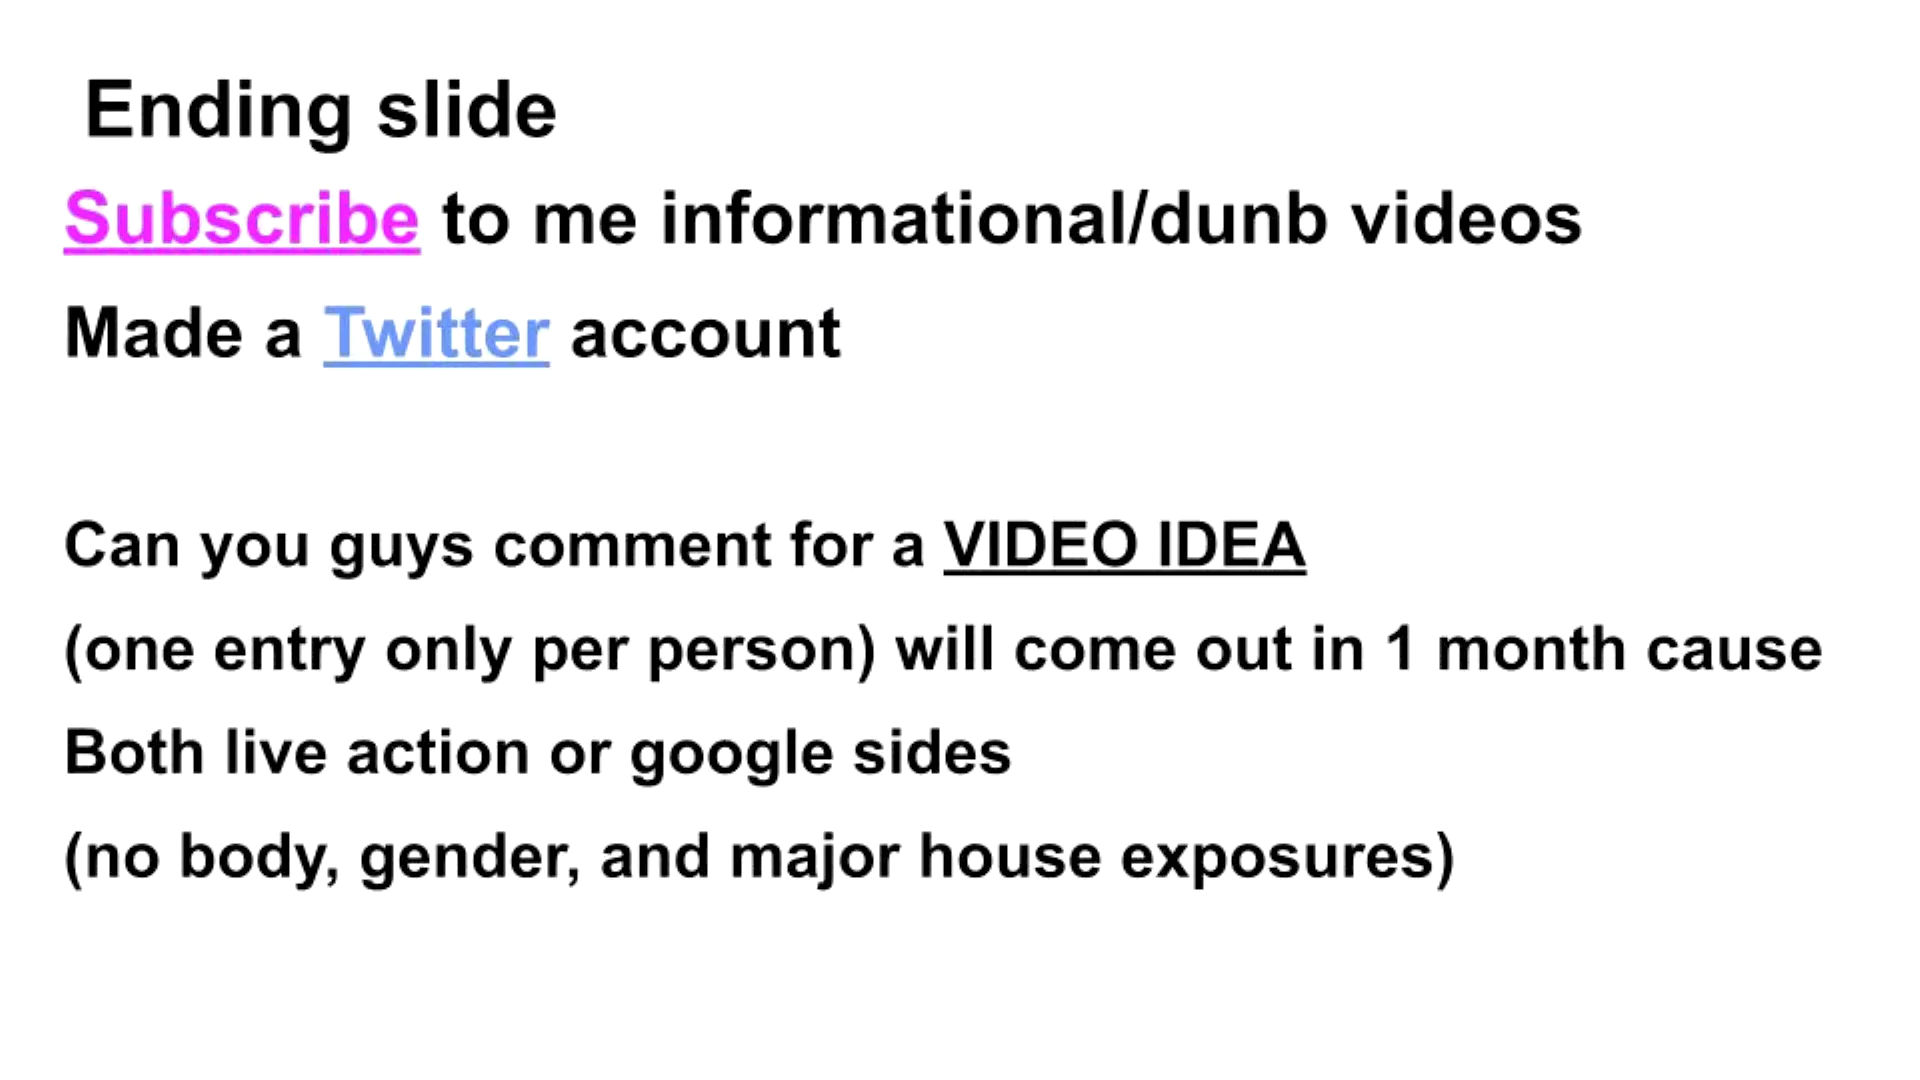 Ending slide
Subscribe to me informational/dunb videos
Made a Twitter account
Can you guys comment for a VIDEO IDEA
(one entry only per person) will come out in 1 month cause
Both live action or google sides
(no body, gender, and major house exposures)